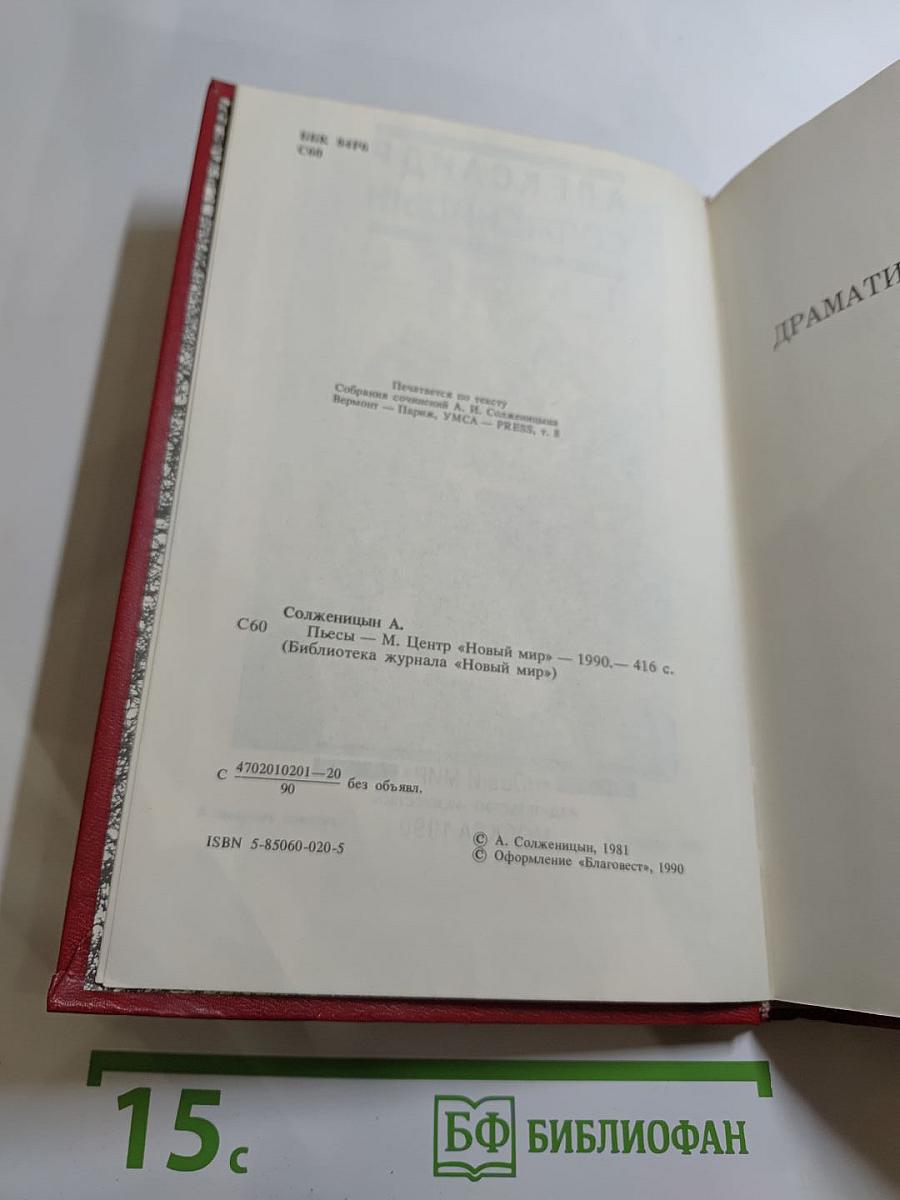 ББК 84Р6
С60
Печатается по тексту
Собрания сочинений А. И. Солженицына
Вермонт — Париж, YMCA — PRESS, т. 8
Солженицын А.
С60 Пьесы — М. Центр «Новый мир» — 1990.— 416 с.
(Библиотека журнала «Новый мир»)
С 4702010201—20
90 без объявл.
ISBN 5-85060-020-5
© А. Солженицын, 1981
© Оформление «Благовест», 1990
ДРАМАТИ
15 с
БФ БИБЛИОФАН